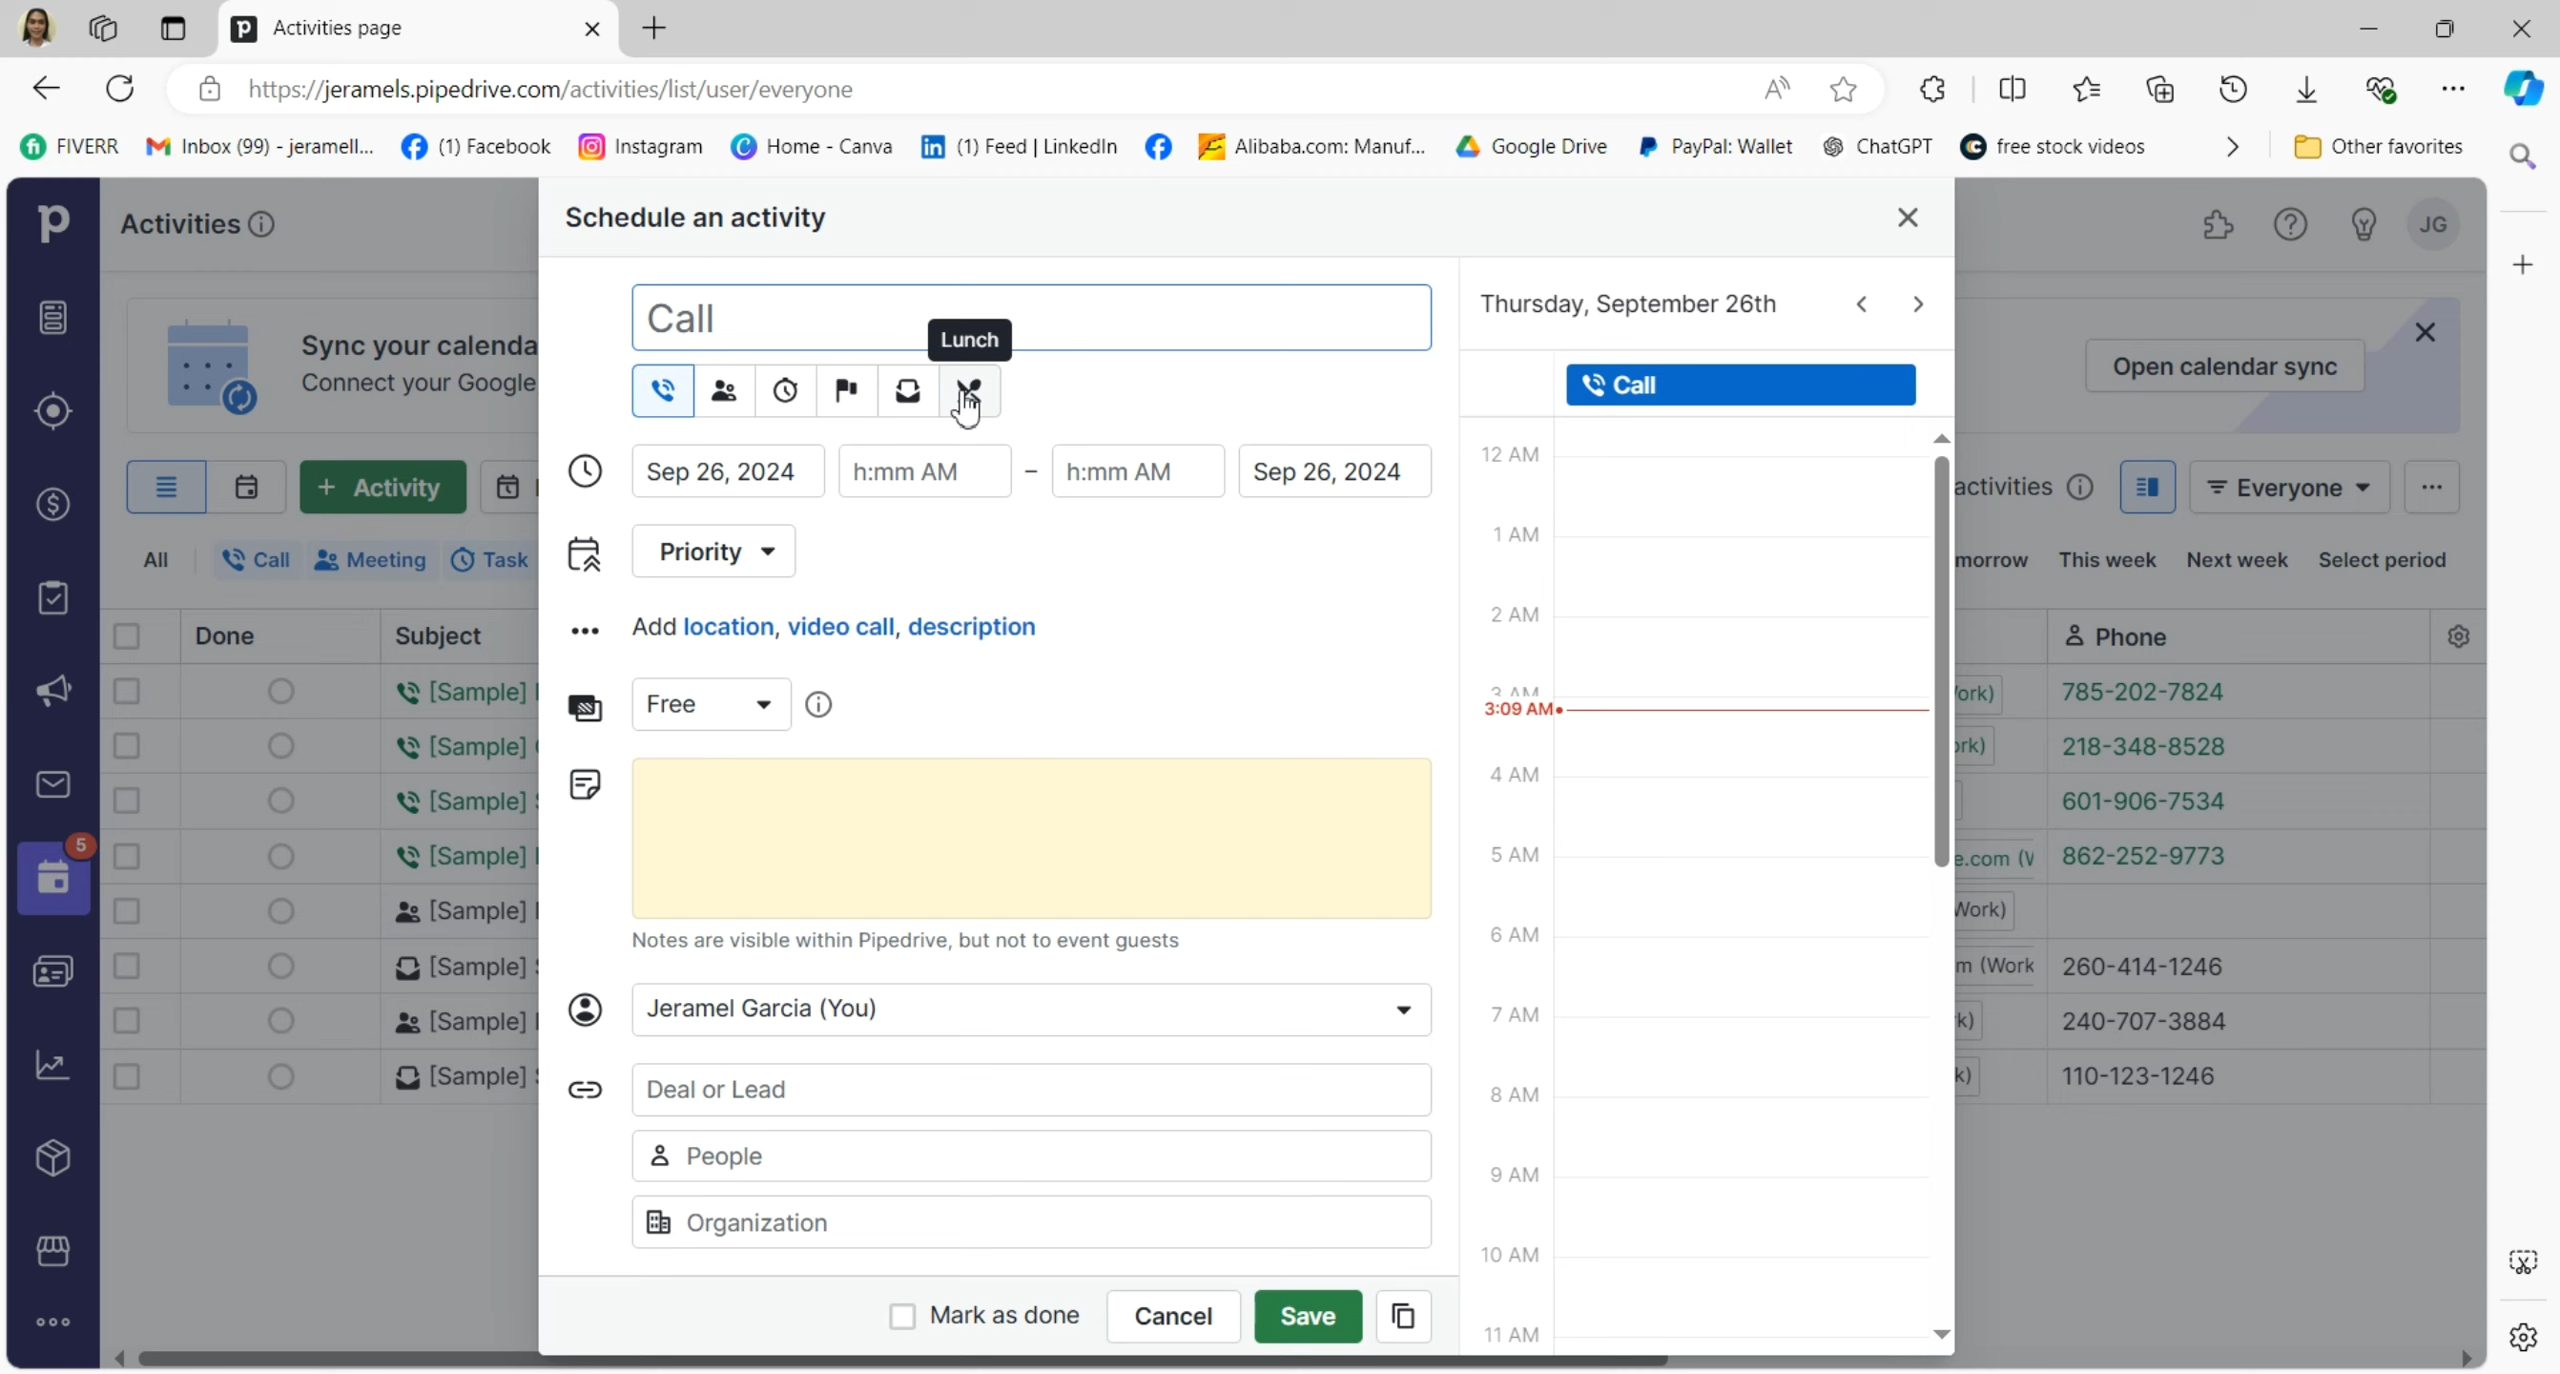 Activities page
https://jeramels.pipedrive.com/activities/list/user/everyone
FIVERR
Inbox (99) - jeramell...
(1) Facebook
Instagram
Home - Canva
(1) Feed | LinkedIn
Alibaba.com: Manuf...
Google Drive
PayPal: Wallet
ChatGPT
free stock videos
Other favorites
Activities
Schedule an activity
JG
Sync your calenda
Connect your Google
Open calendar sync
Call
Lunch
Thursday, September 26th
Call
Sep 26, 2024 h:mm AM - h:mm AM Sep 26, 2024
+ Activity
activities
Everyone
Priority
All Call Meeting Task
morrow This week Next week Select period
Add location, video call, description
Done Subject
Phone
Free
Notes are visible within Pipedrive, but not to event guests
Jeramel Garcia (You)
Deal or Lead
People
Organization
Mark as done Cancel Save
12 AM
1 AM
2 AM
3 AM
3:09 AM
4 AM
5 AM
6 AM
7 AM
8 AM
9 AM
10 AM
11 AM
[Sample]
[Sample]
[Sample]
[Sample]
[Sample]
[Sample]
[Sample]
[Sample]
5
785-202-7824
218-348-8528
601-906-7534
e.com (W 862-252-9773
Work)
m (Work 260-414-1246
k) 240-707-3884
k) 110-123-1246